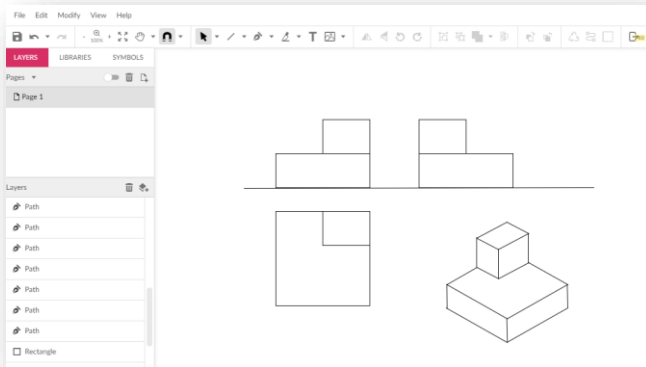 File Edit Modify View Help
LAYERS LIBRARIES SYMBOLS
Pages
Page 1
Layers
Path
Path
Path
Path
Path
Path
Path
Rectangle